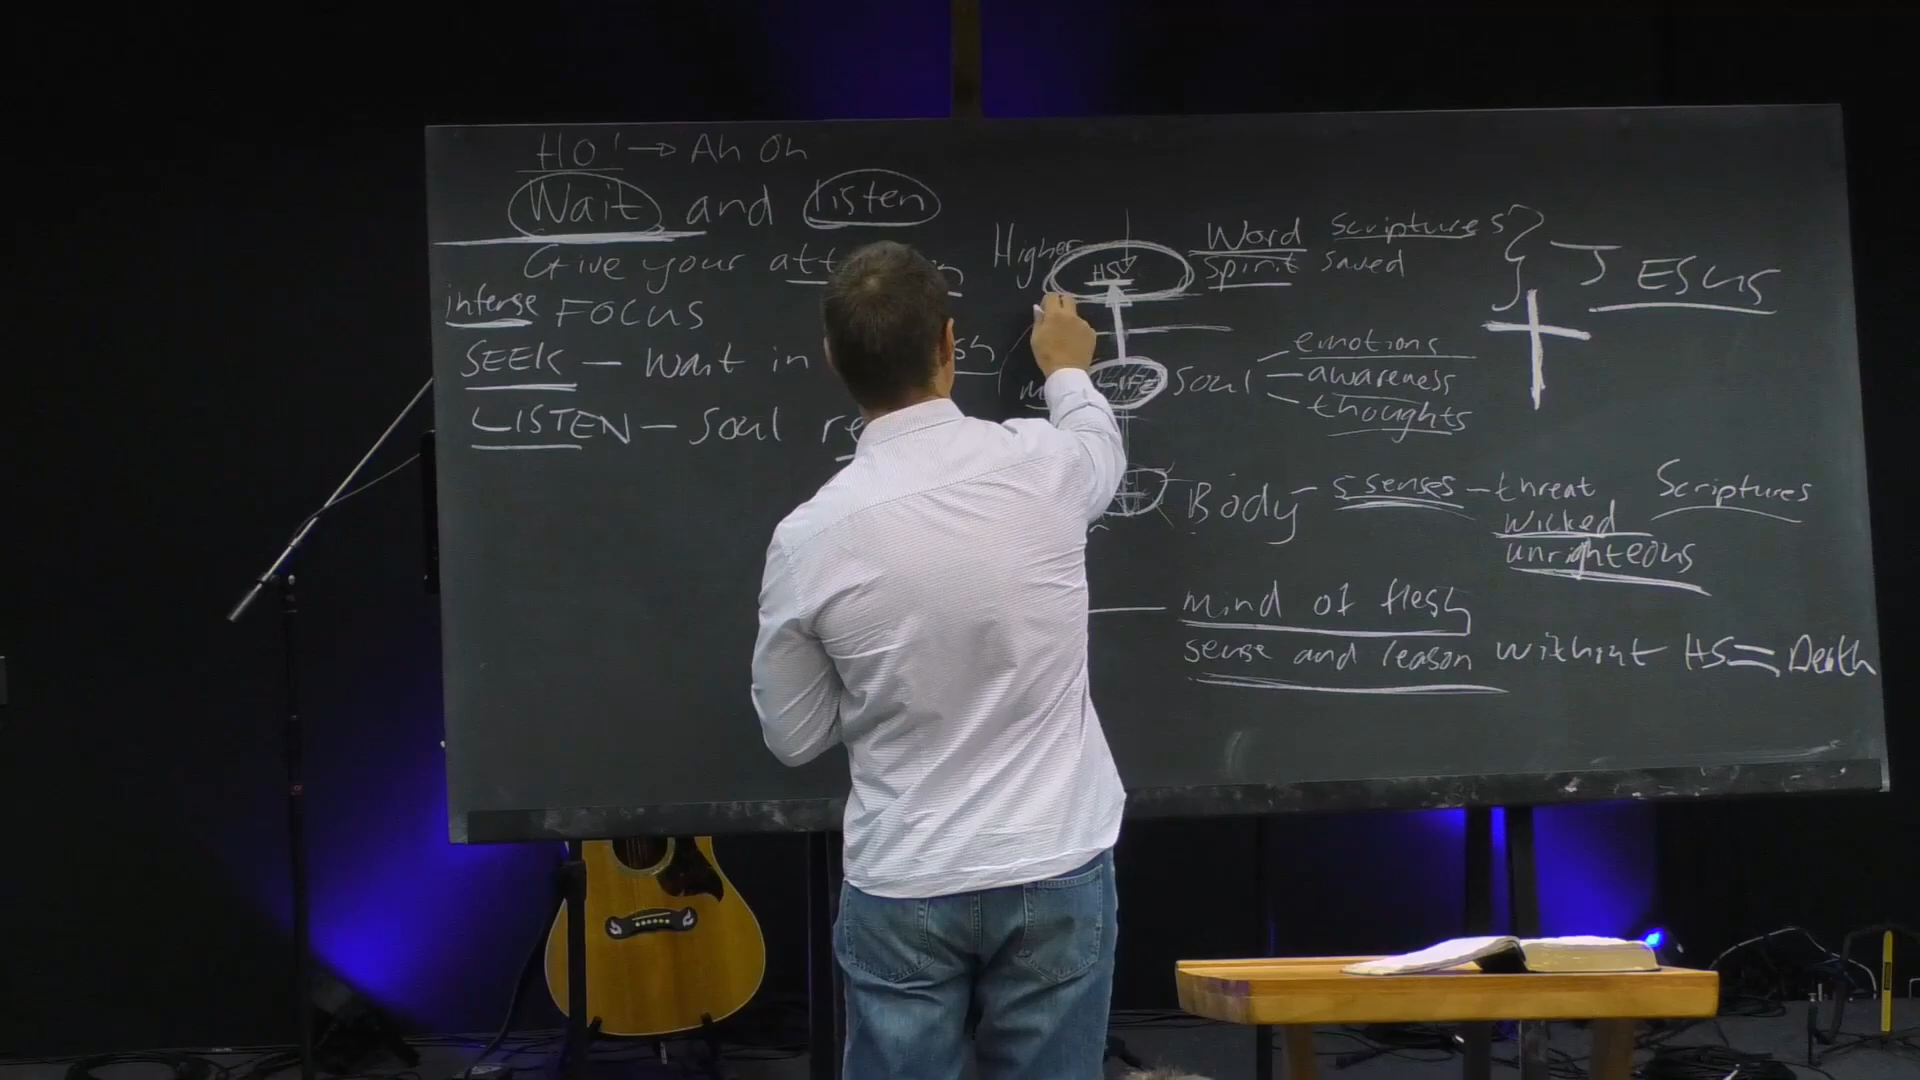 HO! → Ah Oh
Wait and listen
Give your
intense FOCUS
SEEK — Wait in
LISTEN — Soul
Higher
HS
Word Scriptures
Spirit saved
JESUS
Soul
emotions
awareness
thoughts
Body – 5 senses – threat
wicked
unrighteous
Scriptures
mind of flesh
sense and reason without HS = Death